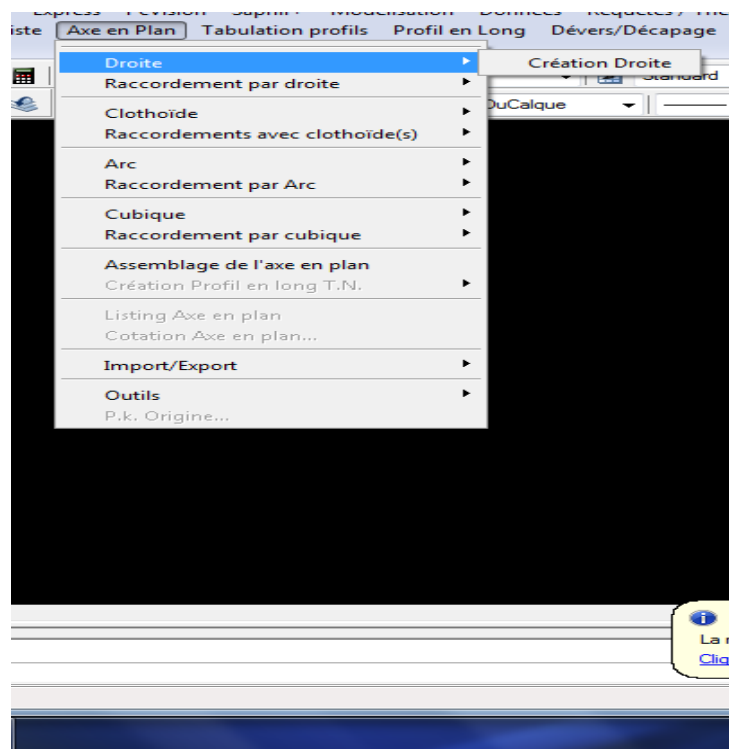 iste Axe en Plan Tabulation profils Profil en Long Dévers/Décapage
Droite
Création Droite
Standard
Raccordement par droite
DuCalque
Clothoïde
Raccordements avec clothoïde(s)
Arc
Raccordement par Arc
Cubique
Raccordement par cubique
Assemblage de l'axe en plan
Création Profil en long T.N.
Listing Axe en plan
Cotation Axe en plan...
Import/Export
Outils
P.k. Origine...
La
Cliq